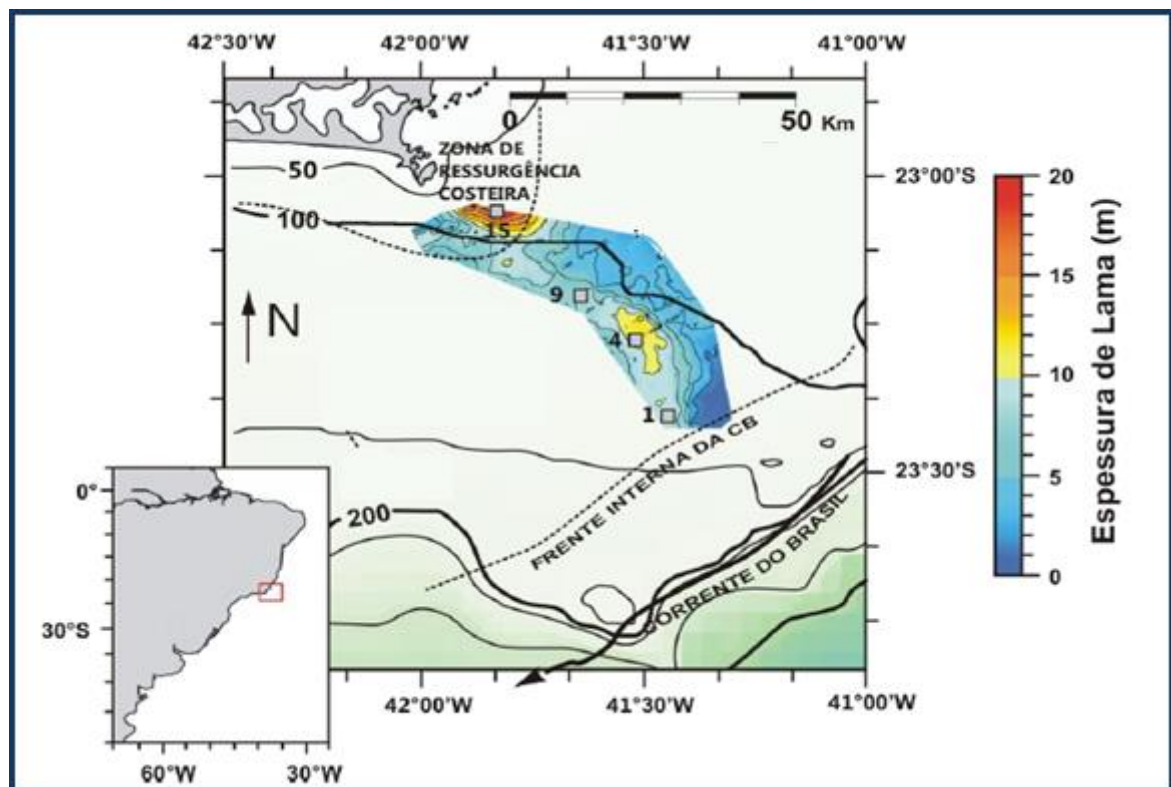 42°30'W 42°00'W 41°30'W 41°00'W
0 50 Km
ZONA DE
RESSURGÊNCIA
COSTEIRA
50
23°00'S
100
15
9
N
4
1
FRENTE INTERNA DA CB
23°30'S
200
CORRENTE DO BRASIL
42°00'W 41°30'W 41°00'W
0°
30°S
60°W 30°W
20
15
10
5
0
Espessura de Lama (m)